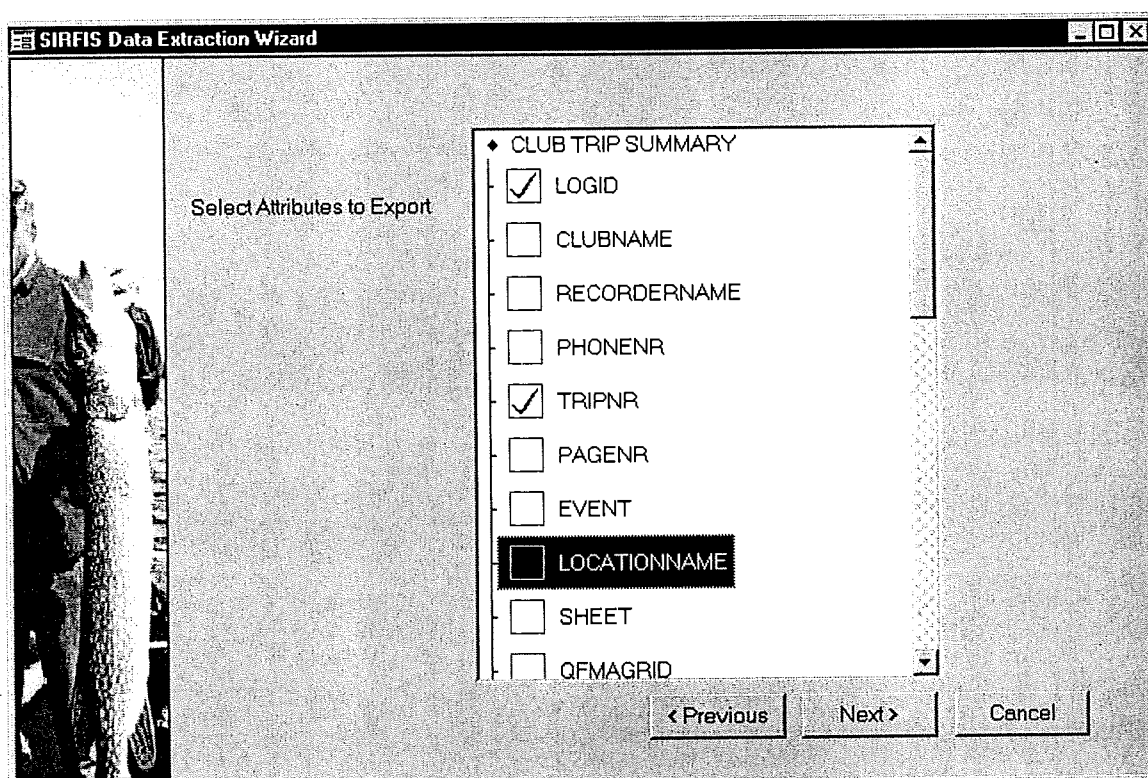 SIRFIS Data Extraction Wizard
Select Attributes to Export
CLUB TRIP SUMMARY
LOGID
CLUBNAME
RECORDERNAME
PHONENR
TRIPNR
PAGENR
EVENT
LOCATIONNAME
SHEET
QFMAGRID
< Previous
Next >
Cancel